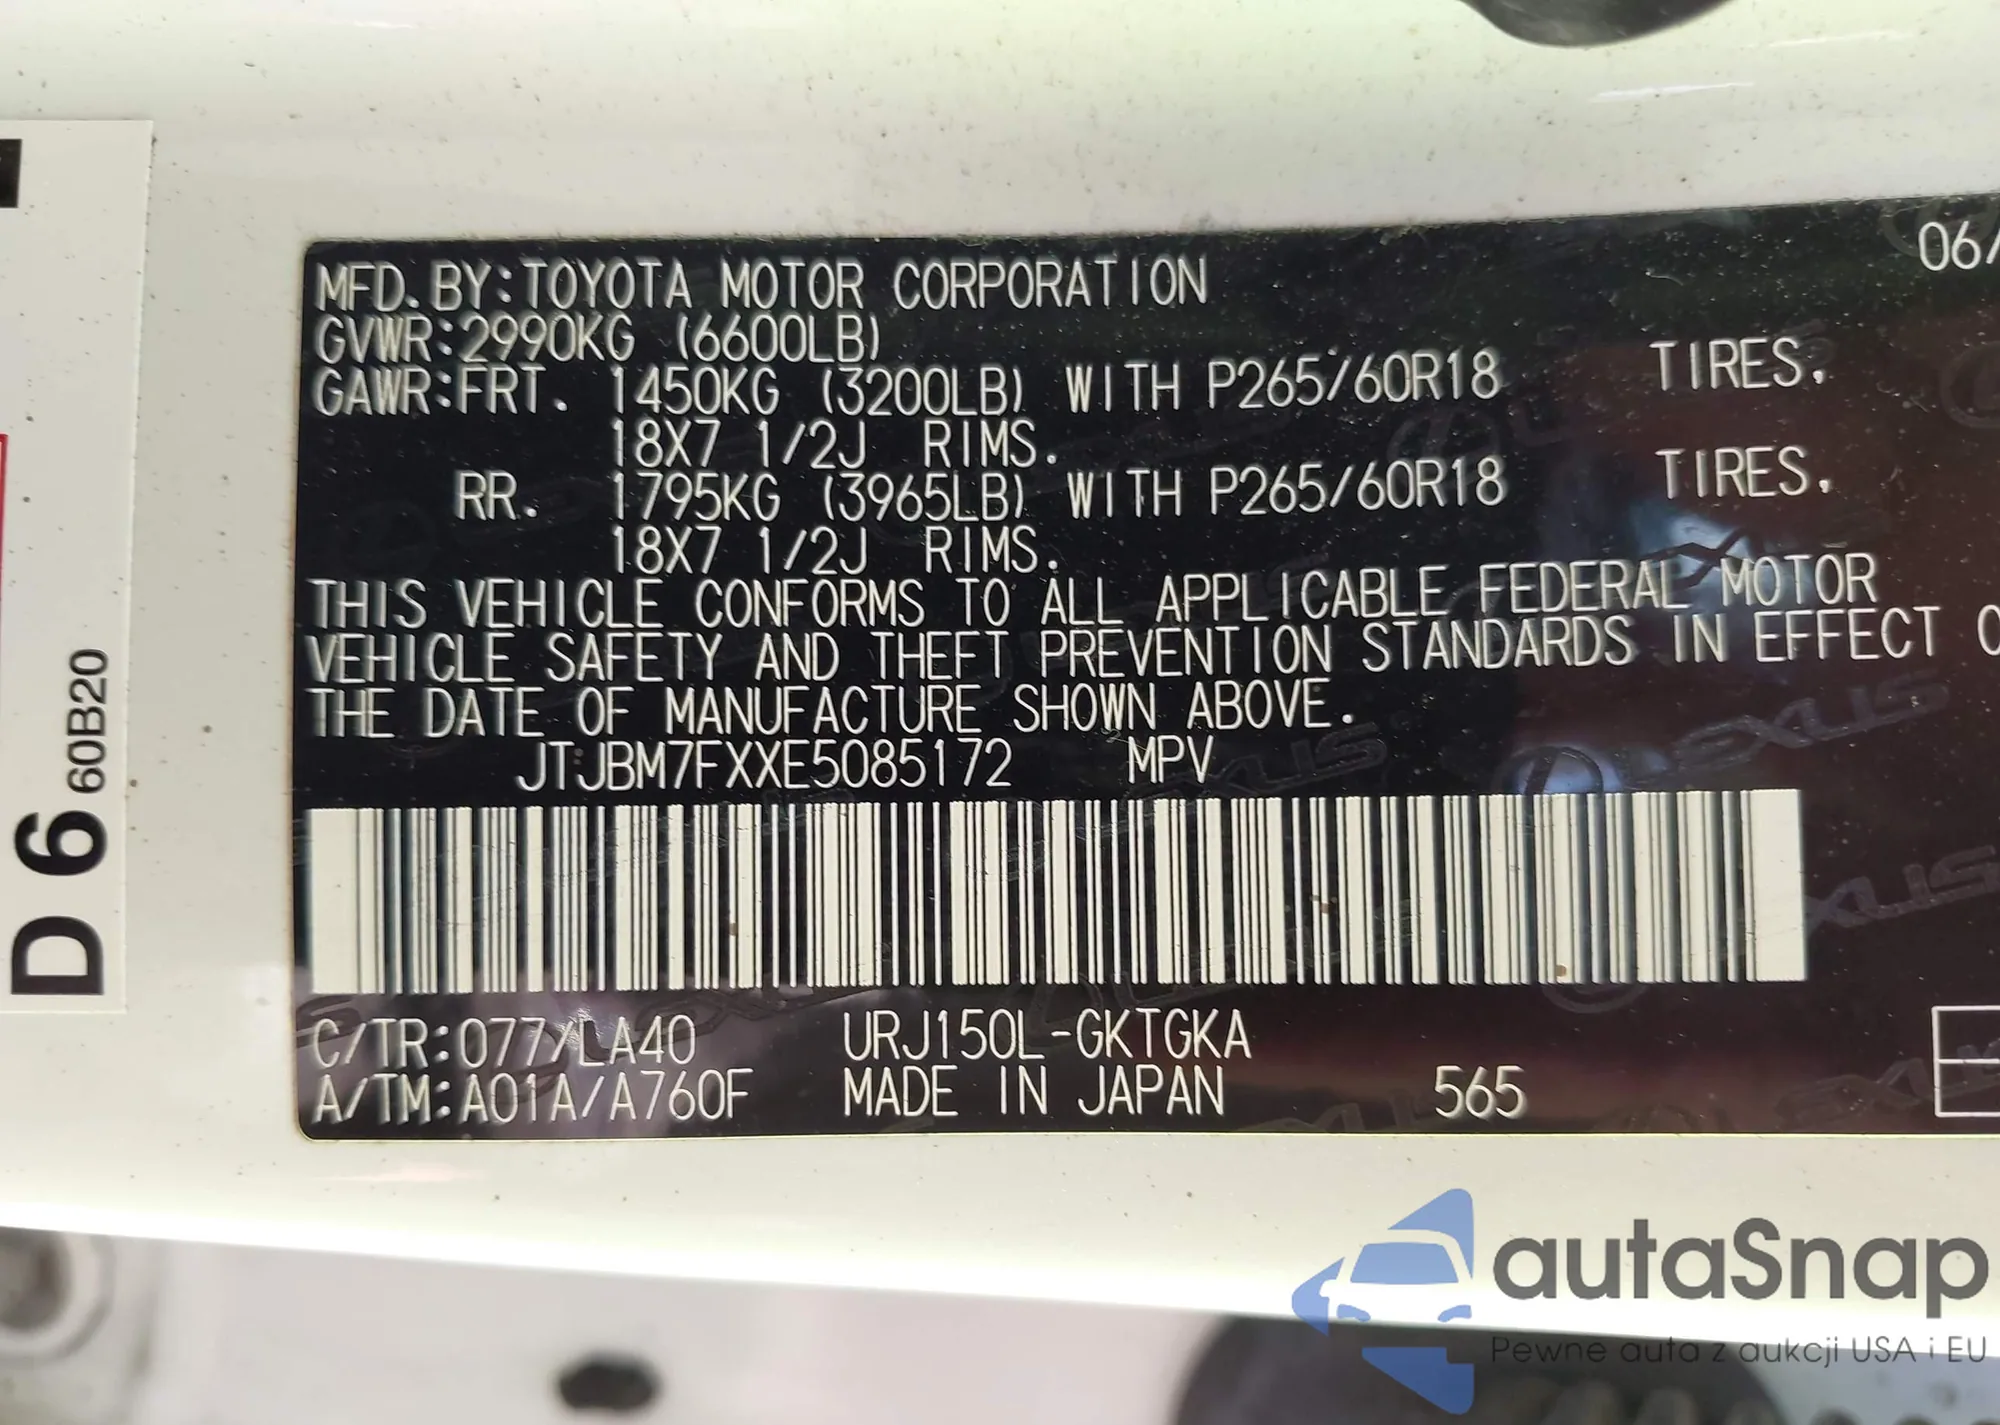 MFD. BY: TOYOTA MOTOR CORPORATION 06/
GVWR: 2990KG (6600LB)
GAWR: FRT. 1450KG (3200LB) WITH P265/60R18 TIRES,
18X7 1/2J RIMS.
RR. 1795KG (3965LB) WITH P265/60R18 TIRES,
18X7 1/2J RIMS.
THIS VEHICLE CONFORMS TO ALL APPLICABLE FEDERAL MOTOR
VEHICLE SAFETY AND THEFT PREVENTION STANDARDS IN EFFECT O
THE DATE OF MANUFACTURE SHOWN ABOVE.
JTJBM7FXXE5085172 MPV
C/TR: 077/LA40 URJ150L-GKTGKA
A/TM: A01A/A760F MADE IN JAPAN 565
D 6 60B20
autaSnap
Pewne auta z aukcji USA i EU
LEXUS